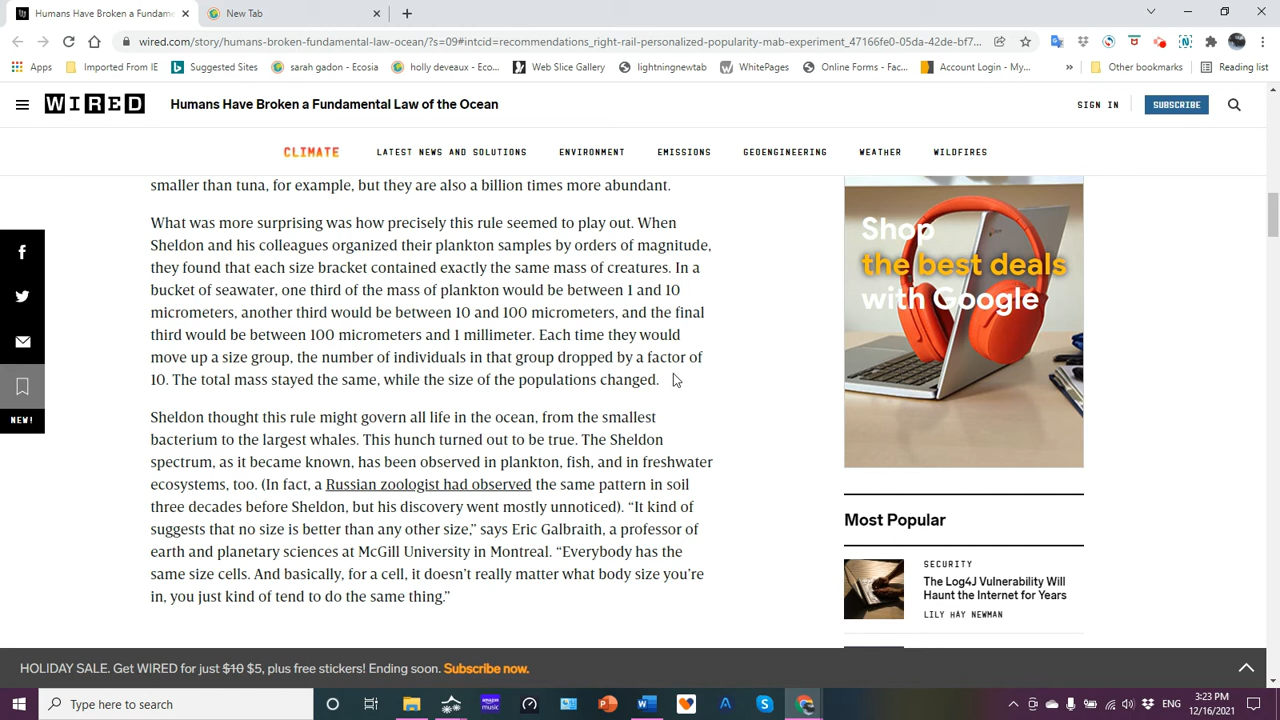 Humans Have Broken a Fundame
New Tab
wired.com/story/humans-broken-fundamental-law-ocean/?s=09#intcid=recommendations_right-rail-personalized-popularity-mab-experiment_47166fe0-05da-42de-bf7...
Apps
Imported From IE
Suggested Sites
sarah gadon - Ecosia
holly deveaux - Eco...
Web Slice Gallery
lightningnewtab
WhitePages
Online Forms - Fac...
Account Login - My...
»
Other bookmarks
Reading list
WIRED
Humans Have Broken a Fundamental Law of the Ocean
SIGN IN
SUBSCRIBE
CLIMATE
LATEST NEWS AND SOLUTIONS
ENVIRONMENT
EMISSIONS
GEOENGINEERING
WEATHER
WILDFIRES
smaller than tuna, for example, but they are also a billion times more abundant.
What was more surprising was how precisely this rule seemed to play out. When
Sheldon and his colleagues organized their plankton samples by orders of magnitude,
they found that each size bracket contained exactly the same mass of creatures. In a
bucket of seawater, one third of the mass of plankton would be between 1 and 10
micrometers, another third would be between 10 and 100 micrometers, and the final
third would be between 100 micrometers and 1 millimeter. Each time they would
move up a size group, the number of individuals in that group dropped by a factor of
10. The total mass stayed the same, while the size of the populations changed.
Sheldon thought this rule might govern all life in the ocean, from the smallest
bacterium to the largest whales. This hunch turned out to be true. The Sheldon
spectrum, as it became known, has been observed in plankton, fish, and in freshwater
ecosystems, too. (In fact, a Russian zoologist had observed the same pattern in soil
three decades before Sheldon, but his discovery went mostly unnoticed). “It kind of
suggests that no size is better than any other size,” says Eric Galbraith, a professor of
earth and planetary sciences at McGill University in Montreal. “Everybody has the
same size cells. And basically, for a cell, it doesn’t really matter what body size you’re
in, you just kind of tend to do the same thing.”
NEW!
Shop
the best deals
with Google
Most Popular
SECURITY
The Log4J Vulnerability Will
Haunt the Internet for Years
LILY HAY NEWMAN
HOLIDAY SALE. Get WIRED for just $10 $5, plus free stickers! Ending soon. Subscribe now.
Type here to search
amazon
music
ENG
3:23 PM
12/16/2021